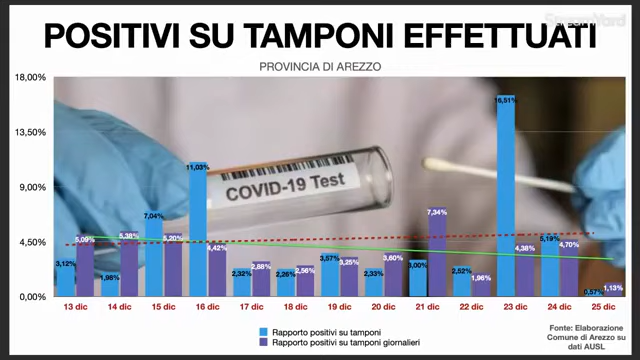 StreamYard
POSITIVI SU TAMPONI EFFETTUATI
PROVINCIA DI AREZZO
18,00%
13,50%
9,00%
4,50%
0,00%
COVID-19 Test
3,12% 5,09% 1,98% 5,38% 7,04% 5,20% 11,03% 4,42% 2,32% 2,88% 2,26% 2,56% 3,57% 3,25% 2,33% 3,60% 3,00% 7,34% 2,52% 1,96% 16,51% 4,38% 5,19% 4,70% 0,57% 1,13%
13 dic 14 dic 15 dic 16 dic 17 dic 18 dic 19 dic 20 dic 21 dic 22 dic 23 dic 24 dic 25 dic
Rapporto positivi su tamponi
Rapporto positivi su tamponi giornalieri
Fonte: Elaborazione
Comune di Arezzo su
dati AUSL